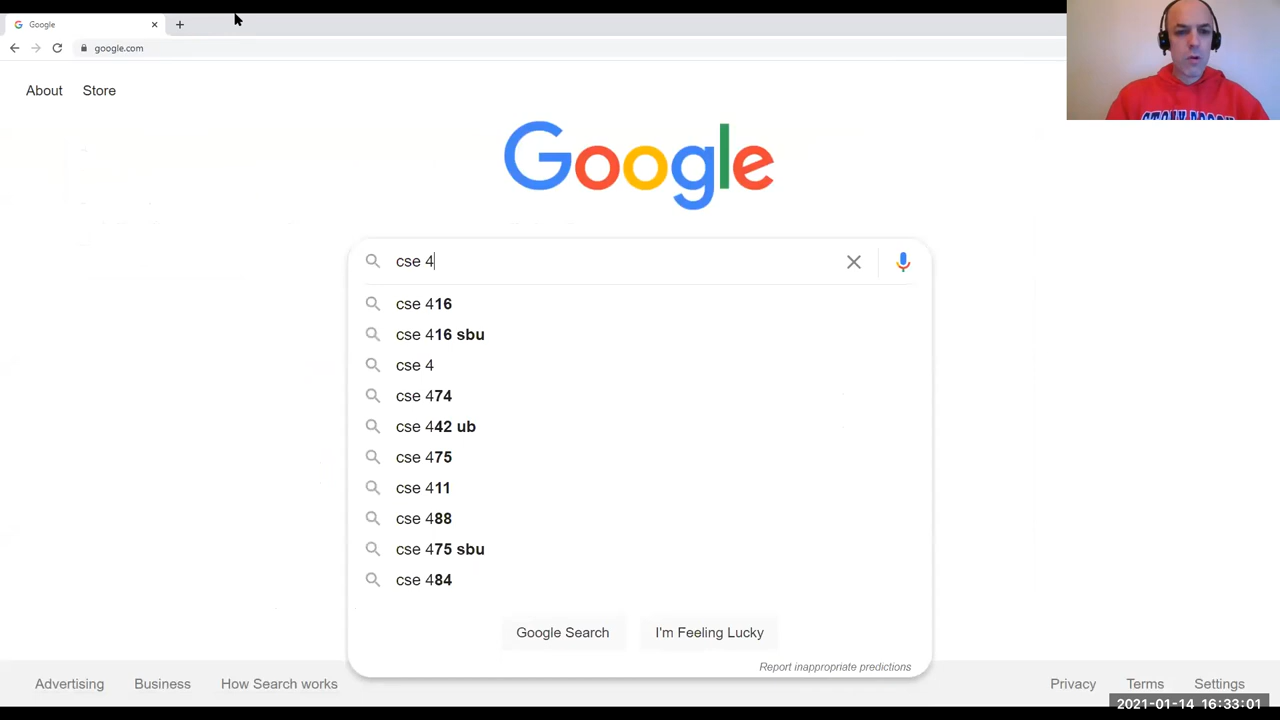 Google
google.com
About Store
Google
cse 4
cse 416
cse 416 sbu
cse 4
cse 474
cse 442 ub
cse 475
cse 411
cse 488
cse 475 sbu
cse 484
Google Search I'm Feeling Lucky
Report inappropriate predictions
Advertising Business How Search works Privacy Terms Settings
2021-01-14 16:33:01